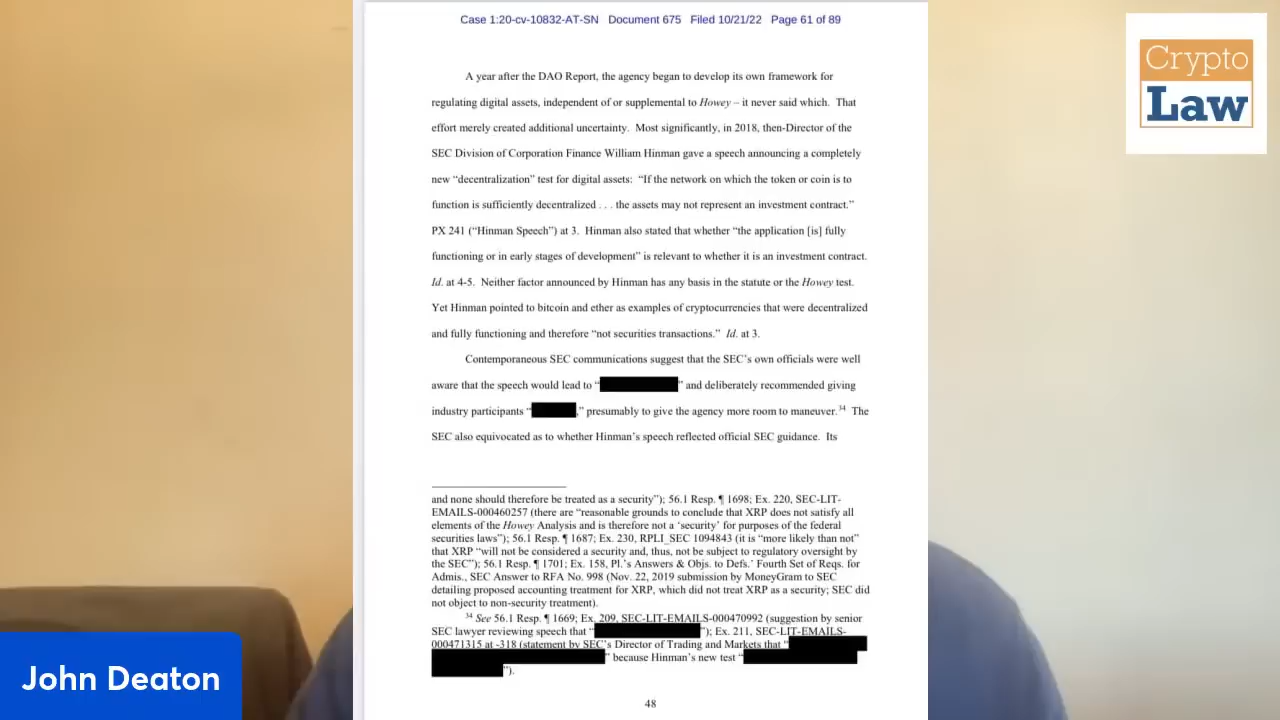 Case 1:20-cv-10832-AT-SN Document 675 Filed 10/21/22 Page 61 of 89
Crypto
Law
A year after the DAO Report, the agency began to develop its own framework for
regulating digital assets, independent of or supplemental to Howey – it never said which. That
effort merely created additional uncertainty. Most significantly, in 2018, then-Director of the
SEC Division of Corporation Finance William Hinman gave a speech announcing a completely
new “decentralization” test for digital assets: “If the network on which the token or coin is to
function is sufficiently decentralized . . . the assets may not represent an investment contract.”
PX 241 (“Hinman Speech”) at 3. Hinman also stated that whether “the application [is] fully
functioning or in early stages of development” is relevant to whether it is an investment contract.
Id. at 4-5. Neither factor announced by Hinman has any basis in the statute or the Howey test.
Yet Hinman pointed to bitcoin and ether as examples of cryptocurrencies that were decentralized
and fully functioning and therefore “not securities transactions.” Id. at 3.
Contemporaneous SEC communications suggest that the SEC’s own officials were well
aware that the speech would lead to “ ” and deliberately recommended giving
industry participants “ ,” presumably to give the agency more room to maneuver.34 The
SEC also equivocated as to whether Hinman’s speech reflected official SEC guidance. Its
and none should therefore be treated as a security”); 56.1 Resp. ¶ 1698; Ex. 220, SEC-LIT-
EMAILS-000460257 (there are “reasonable grounds to conclude that XRP does not satisfy all
elements of the Howey Analysis and is therefore not a ‘security’ for purposes of the federal
securities laws”); 56.1 Resp. ¶ 1687; Ex. 230, RPLI_SEC 1094843 (it is “more likely than not”
that XRP “will not be considered a security and, thus, not be subject to regulatory oversight by
the SEC”); 56.1 Resp. ¶ 1701; Ex. 158, Pl.’s Answers & Objs. to Defs.’ Fourth Set of Reqs. for
Admis., SEC Answer to RFA No. 998 (Nov. 22, 2019 submission by MoneyGram to SEC
detailing proposed accounting treatment for XRP, which did not treat XRP as a security; SEC did
not object to non-security treatment).
34 See 56.1 Resp. ¶ 1669; Ex. 209, SEC-LIT-EMAILS-000470992 (suggestion by senior
SEC lawyer reviewing speech that “ ”); Ex. 211, SEC-LIT-EMAILS-
000471315 at -318 (statement by SEC’s Director of Trading and Markets that “
” because Hinman’s new test “
”).
48
John Deaton